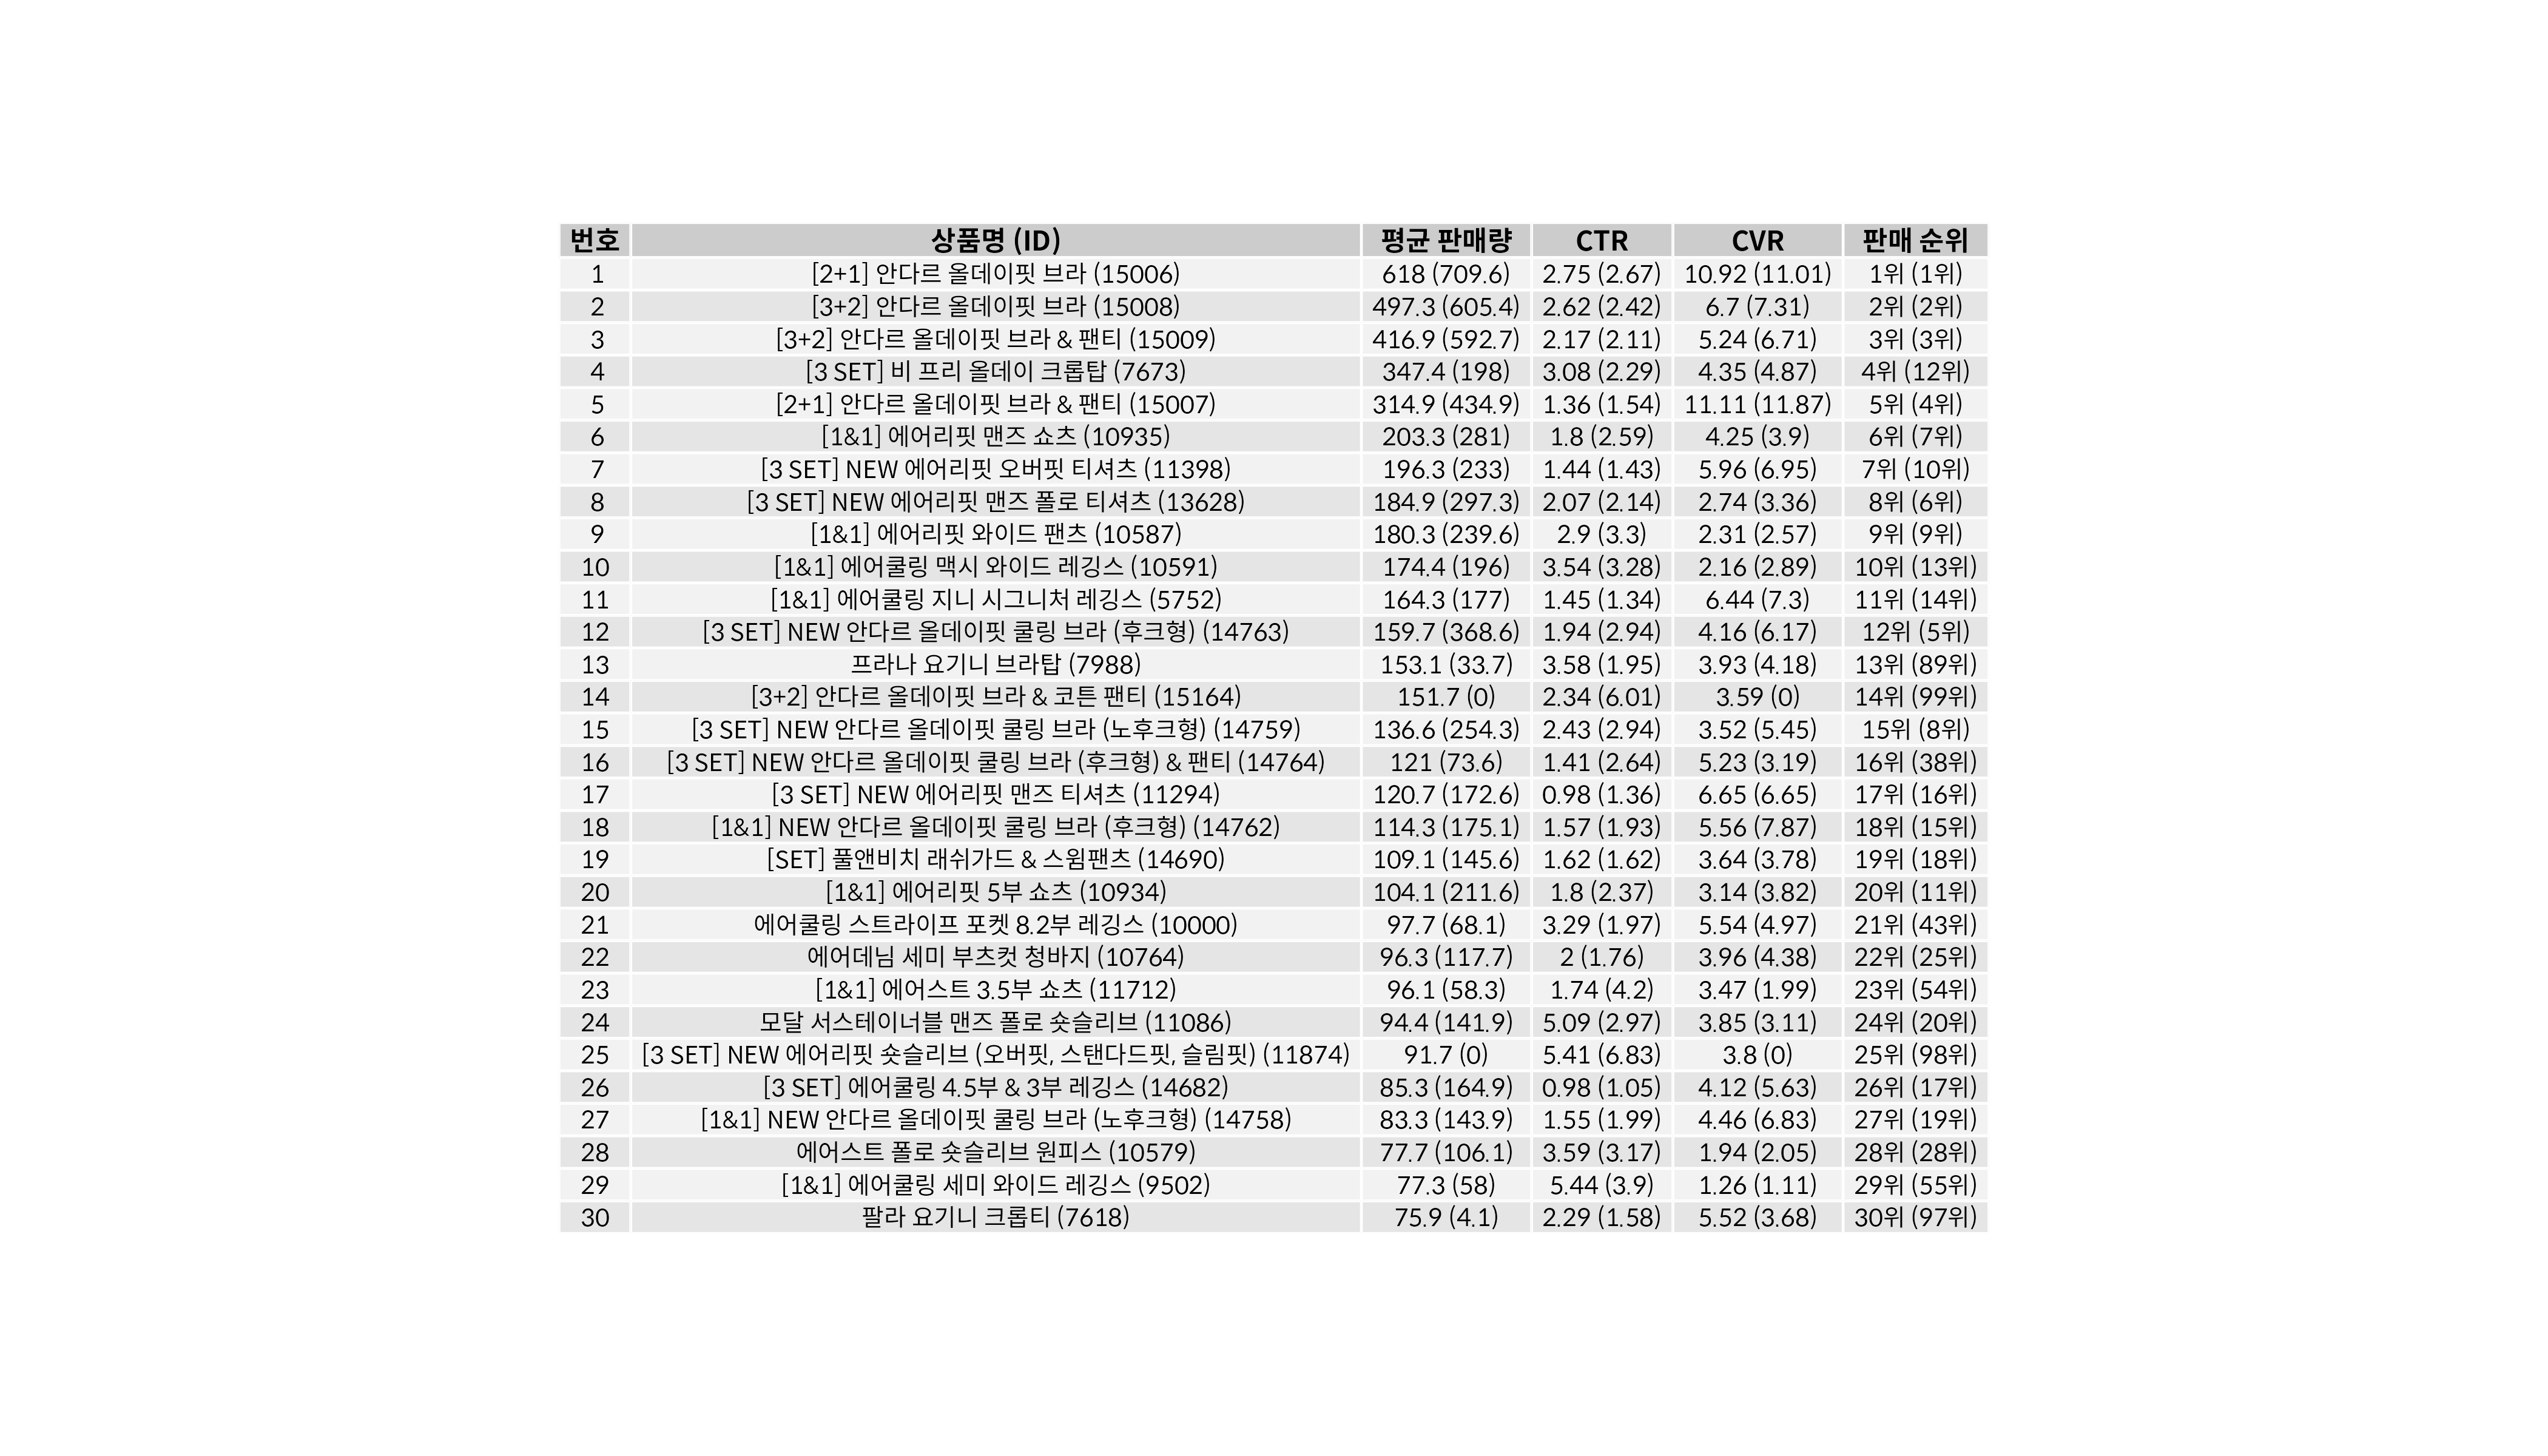 번호 상품명 (ID) 평균 판매량 CTR CVR 판매 순위
1 [2+1] 안다르 올데이핏 브라 (15006) 618 (709.6) 2.75 (2.67) 10.92 (11.01) 1위 (1위)
2 [3+2] 안다르 올데이핏 브라 (15008) 497.3 (605.4) 2.62 (2.42) 6.7 (7.31) 2위 (2위)
3 [3+2] 안다르 올데이핏 브라 & 팬티 (15009) 416.9 (592.7) 2.17 (2.11) 5.24 (6.71) 3위 (3위)
4 [3 SET] 비 프리 올데이 크롭탑 (7673) 347.4 (198) 3.08 (2.29) 4.35 (4.87) 4위 (12위)
5 [2+1] 안다르 올데이핏 브라 & 팬티 (15007) 314.9 (434.9) 1.36 (1.54) 11.11 (11.87) 5위 (4위)
6 [1&1] 에어리핏 맨즈 쇼츠 (10935) 203.3 (281) 1.8 (2.59) 4.25 (3.9) 6위 (7위)
7 [3 SET] NEW 에어리핏 오버핏 티셔츠 (11398) 196.3 (233) 1.44 (1.43) 5.96 (6.95) 7위 (10위)
8 [3 SET] NEW 에어리핏 맨즈 폴로 티셔츠 (13628) 184.9 (297.3) 2.07 (2.14) 2.74 (3.36) 8위 (6위)
9 [1&1] 에어리핏 와이드 팬츠 (10587) 180.3 (239.6) 2.9 (3.3) 2.31 (2.57) 9위 (9위)
10 [1&1] 에어쿨링 맥시 와이드 레깅스 (10591) 174.4 (196) 3.54 (3.28) 2.16 (2.89) 10위 (13위)
11 [1&1] 에어쿨링 지니 시그니처 레깅스 (5752) 164.3 (177) 1.45 (1.34) 6.44 (7.3) 11위 (14위)
12 [3 SET] NEW 안다르 올데이핏 쿨링 브라 (후크형) (14763) 159.7 (368.6) 1.94 (2.94) 4.16 (6.17) 12위 (5위)
13 프라나 요기니 브라탑 (7988) 153.1 (33.7) 3.58 (1.95) 3.93 (4.18) 13위 (89위)
14 [3+2] 안다르 올데이핏 브라 & 코튼 팬티 (15164) 151.7 (0) 2.34 (6.01) 3.59 (0) 14위 (99위)
15 [3 SET] NEW 안다르 올데이핏 쿨링 브라 (노후크형) (14759) 136.6 (254.3) 2.43 (2.94) 3.52 (5.45) 15위 (8위)
16 [3 SET] NEW 안다르 올데이핏 쿨링 브라 (후크형) & 팬티 (14764) 121 (73.6) 1.41 (2.64) 5.23 (3.19) 16위 (38위)
17 [3 SET] NEW 에어리핏 맨즈 티셔츠 (11294) 120.7 (172.6) 0.98 (1.36) 6.65 (6.65) 17위 (16위)
18 [1&1] NEW 안다르 올데이핏 쿨링 브라 (후크형) (14762) 114.3 (175.1) 1.57 (1.93) 5.56 (7.87) 18위 (15위)
19 [SET] 풀앤비치 래쉬가드 & 스윔팬츠 (14690) 109.1 (145.6) 1.62 (1.62) 3.64 (3.78) 19위 (18위)
20 [1&1] 에어리핏 5부 쇼츠 (10934) 104.1 (211.6) 1.8 (2.37) 3.14 (3.82) 20위 (11위)
21 에어쿨링 스트라이프 포켓 8.2부 레깅스 (10000) 97.7 (68.1) 3.29 (1.97) 5.54 (4.97) 21위 (43위)
22 에어데님 세미 부츠컷 청바지 (10764) 96.3 (117.7) 2 (1.76) 3.96 (4.38) 22위 (25위)
23 [1&1] 에어스트 3.5부 쇼츠 (11712) 96.1 (58.3) 1.74 (4.2) 3.47 (1.99) 23위 (54위)
24 모달 서스테이너블 맨즈 폴로 숏슬리브 (11086) 94.4 (141.9) 5.09 (2.97) 3.85 (3.11) 24위 (20위)
25 [3 SET] NEW 에어리핏 숏슬리브 (오버핏, 스탠다드핏, 슬림핏) (11874) 91.7 (0) 5.41 (6.83) 3.8 (0) 25위 (98위)
26 [3 SET] 에어쿨링 4.5부 & 3부 레깅스 (14682) 85.3 (164.9) 0.98 (1.05) 4.12 (5.63) 26위 (17위)
27 [1&1] NEW 안다르 올데이핏 쿨링 브라 (노후크형) (14758) 83.3 (143.9) 1.55 (1.99) 4.46 (6.83) 27위 (19위)
28 에어스트 폴로 숏슬리브 원피스 (10579) 77.7 (106.1) 3.59 (3.17) 1.94 (2.05) 28위 (28위)
29 [1&1] 에어쿨링 세미 와이드 레깅스 (9502) 77.3 (58) 5.44 (3.9) 1.26 (1.11) 29위 (55위)
30 팔라 요기니 크롭티 (7618) 75.9 (4.1) 2.29 (1.58) 5.52 (3.68) 30위 (97위)